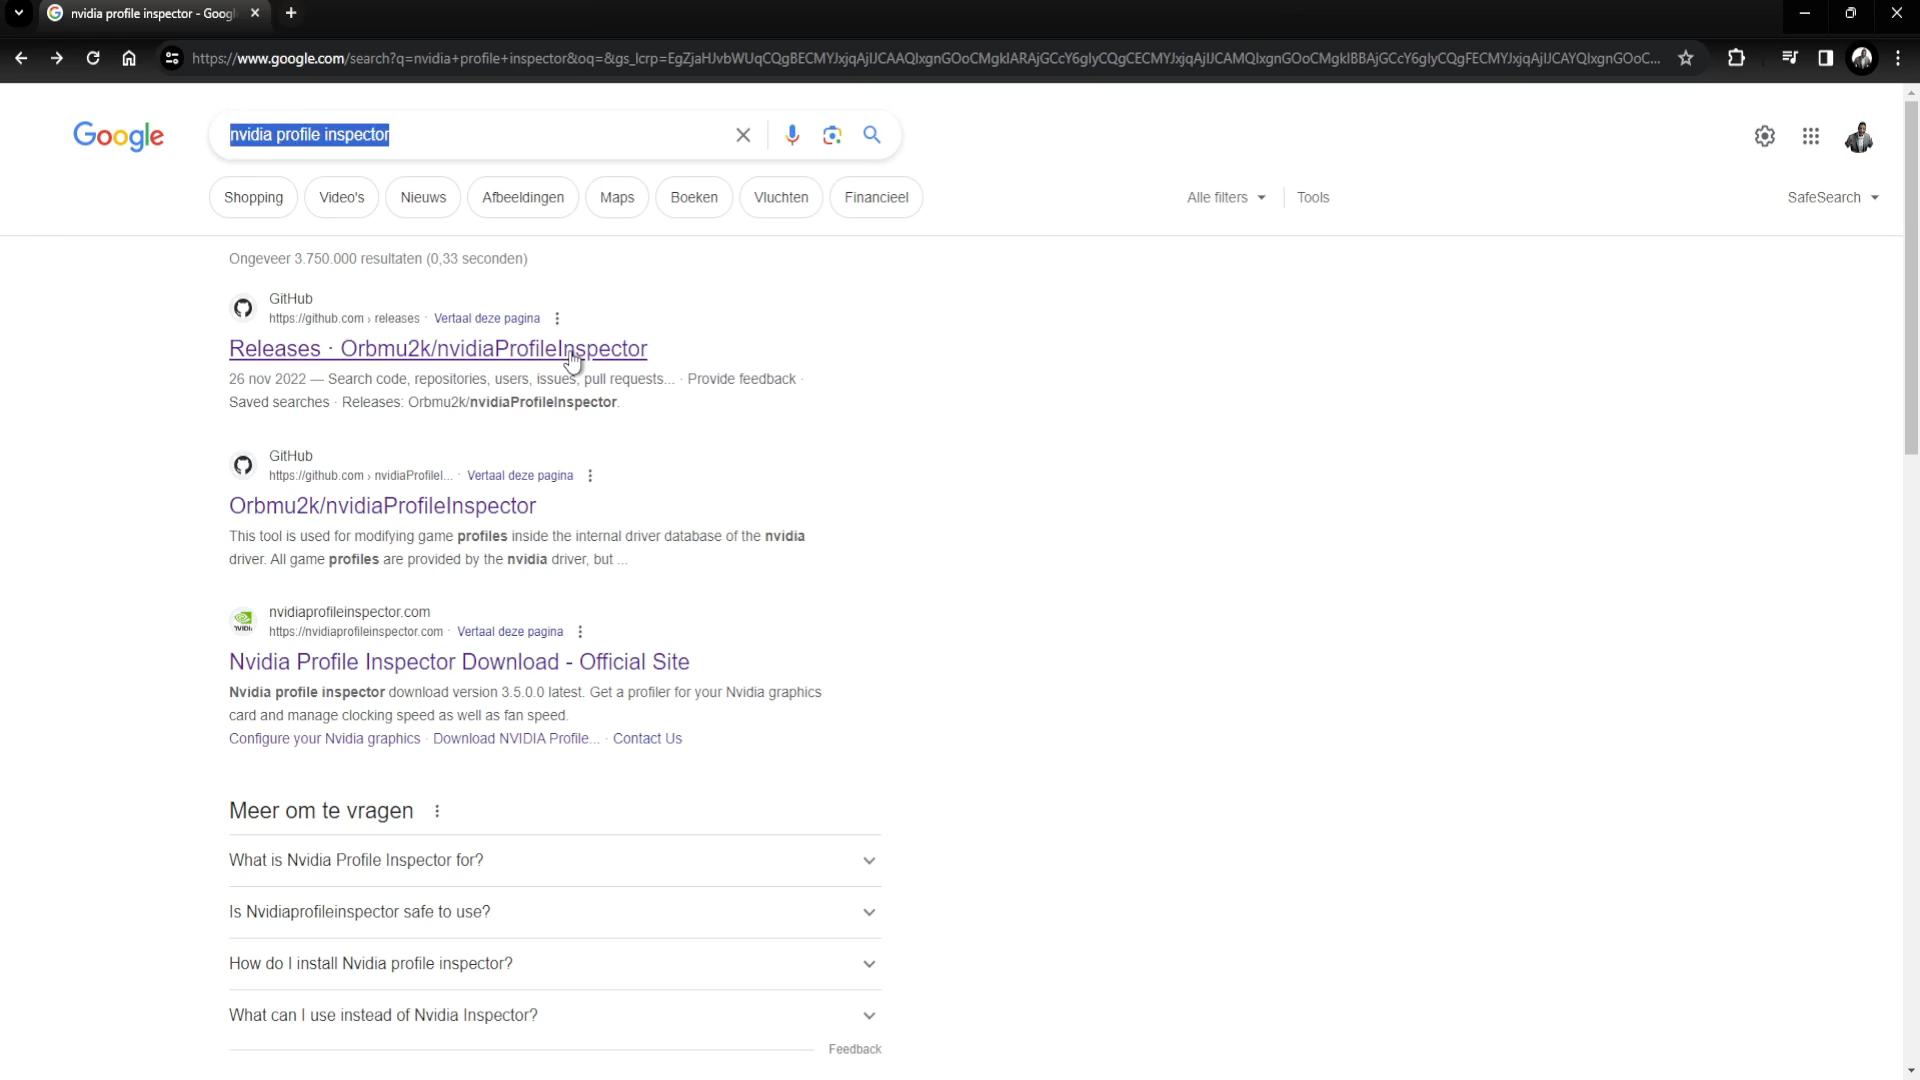 nvidia profile inspector - Googl
https://www.google.com/search?q=nvidia+profile+inspector&oq=&gs_lcrp=
Google
nvidia profile inspector
Shopping
Video's
Nieuws
Afbeeldingen
Maps
Boeken
Vluchten
Financieel
Alle filters
Tools
SafeSearch
Ongeveer 3.750.000 resultaten (0,33 seconden)
GitHub
https://github.com › releases · Vertaal deze pagina
Releases · Orbmu2k/nvidiaProfileInspector
26 nov 2022 — Search code, repositories, users, issues, pull requests... · Provide feedback ·
Saved searches · Releases: Orbmu2k/nvidiaProfileInspector.
GitHub
https://github.com › nvidiaProfileI... · Vertaal deze pagina
Orbmu2k/nvidiaProfileInspector
This tool is used for modifying game profiles inside the internal driver database of the nvidia
driver. All game profiles are provided by the nvidia driver, but ...
nvidiaprofileinspector.com
https://nvidiaprofileinspector.com · Vertaal deze pagina
Nvidia Profile Inspector Download - Official Site
Nvidia profile inspector download version 3.5.0.0 latest. Get a profiler for your Nvidia graphics
card and manage clocking speed as well as fan speed.
Configure your Nvidia graphics · Download NVIDIA Profile... · Contact Us
Meer om te vragen
What is Nvidia Profile Inspector for?
Is Nvidiaprofileinspector safe to use?
How do I install Nvidia profile inspector?
What can I use instead of Nvidia Inspector?
Feedback